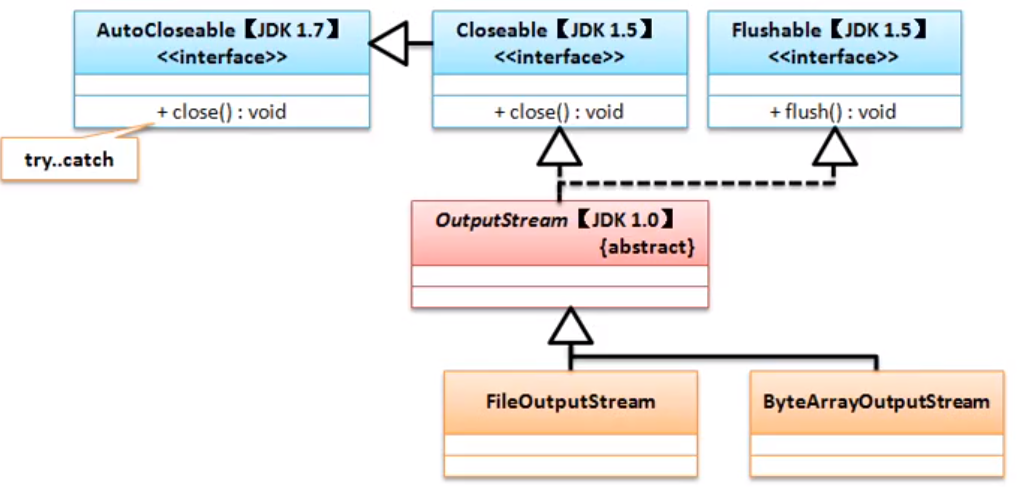 AutoCloseable【JDK 1.7】
<<interface>>
+ close() : void
try..catch
Closeable【JDK 1.5】
<<interface>>
+ close() : void
Flushable【JDK 1.5】
<<interface>>
+ flush() : void
OutputStream【JDK 1.0】
{abstract}
FileOutputStream
ByteArrayOutputStream